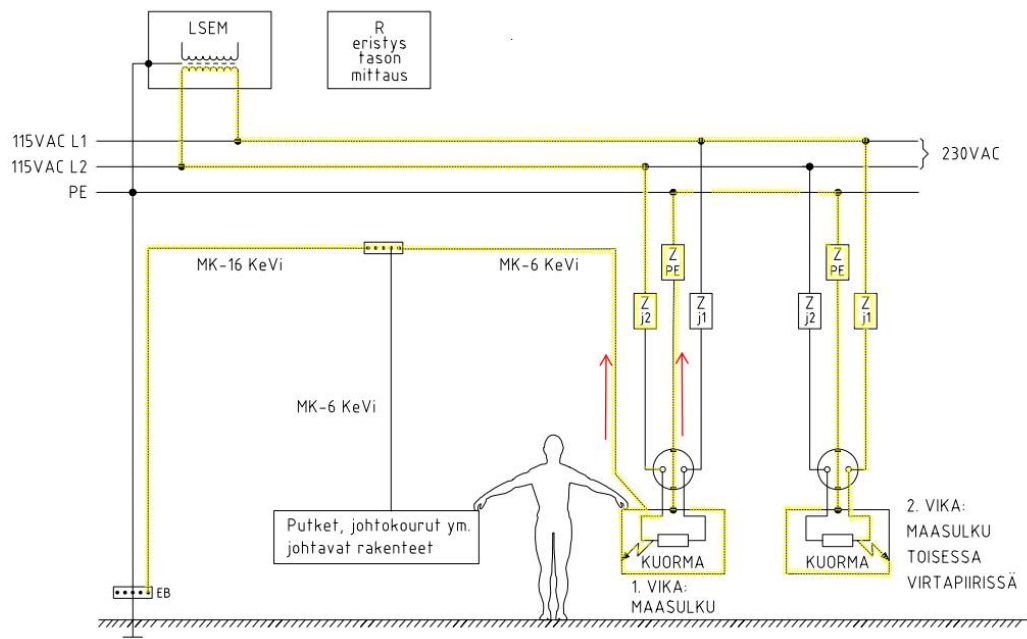 LSEM
R
eristys
tason
mittaus
115VAC L1
115VAC L2
PE
230VAC
MK-16 KeVi
MK-6 KeVi
Z
PE
Z
PE
Z
j2
Z
j1
Z
j2
Z
j1
MK-6 KeVi
Putket, johtokourut ym.
johtavat rakenteet
KUORMA
KUORMA
1. VIKA:
MAASULKU
2. VIKA:
MAASULKU
TOISESSA
VIRTAPIIRISSÄ
EB